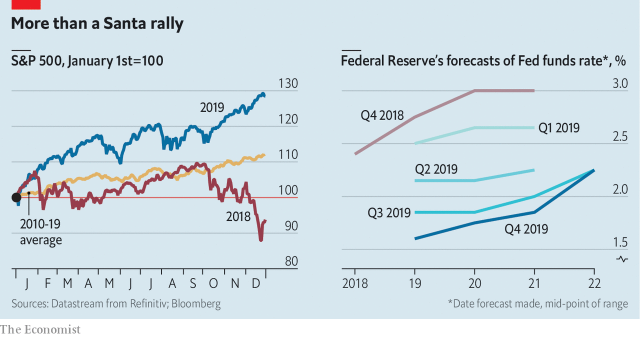 More than a Santa rally
S&P 500, January 1st=100
130
120
110
100
90
80
2019
2018
2010-19
average
J F M A M J J A S O N D
Sources: Datastream from Refinitiv; Bloomberg
Federal Reserve's forecasts of Fed funds rate*, %
3.0
2.5
2.0
1.5
Q4 2018
Q1 2019
Q2 2019
Q3 2019
Q4 2019
2018 19 20 21 22
*Date forecast made, mid-point of range
The Economist